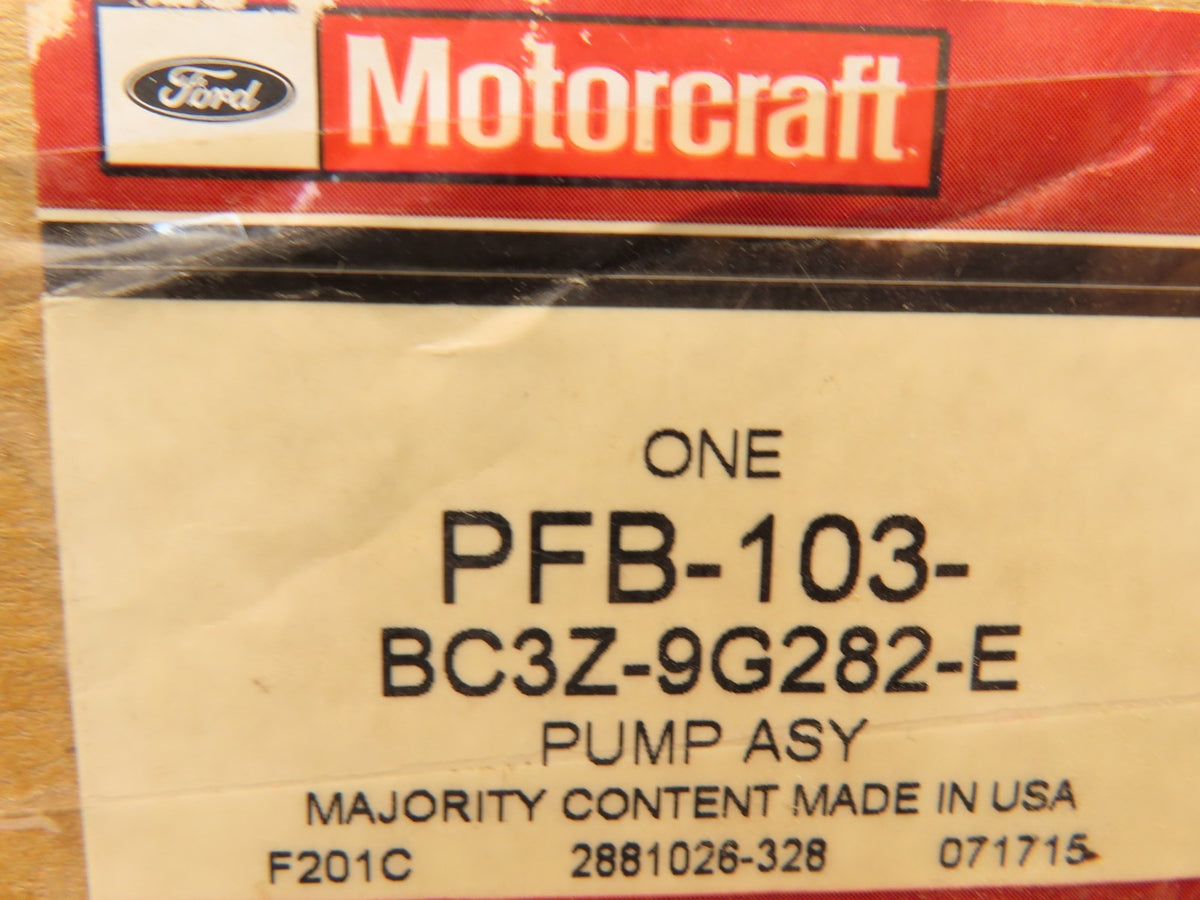 Ford Motorcraft
ONE
PFB-103-
BC3Z-9G282-E
PUMP ASY
MAJORITY CONTENT MADE IN USA
F201C 2881026-328 071715